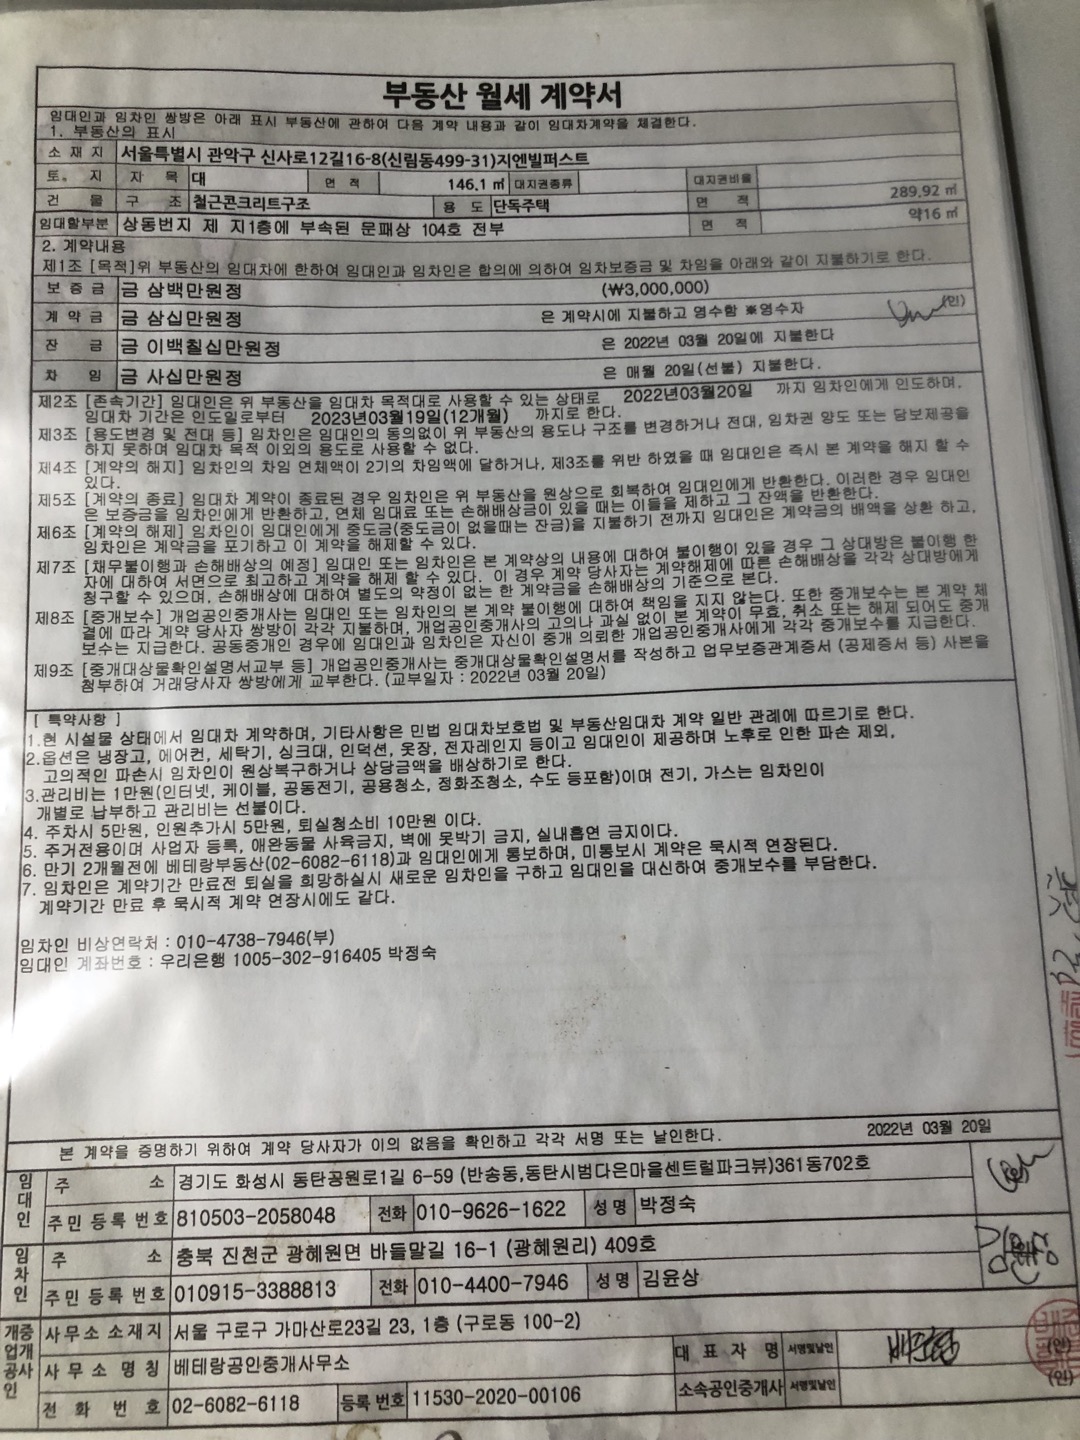 부동산 월세 계약서
임대인과 임차인 쌍방은 아래 표시 부동산에 관하여 다음 계약 내용과 같이 임대차계약을 체결한다.
1. 부동산의 표시
소 재 지 서울특별시 관악구 신사로12길16-8(신림동499-31)지엔빌퍼스트
토 지 지 목 대 면 적 146.1 ㎡ 대지권종류 대지권비율
건 물 구 조 철근콘크리트구조 용 도 단독주택 면 적 289.92 ㎡
임대할부분 상동번지 제 지1층에 부속된 문패상 104호 전부 면 적 약16 ㎡
2. 계약내용
제1조 [목적]위 부동산의 임대차에 한하여 임대인과 임차인은 합의에 의하여 임차보증금 및 차임을 아래와 같이 지불하기로 한다.
보 증 금 금 삼백만원정 (₩3,000,000)
계 약 금 금 삼십만원정 은 계약시에 지불하고 영수함 ※영수자 (인)
잔 금 금 이백칠십만원정 은 2022년 03월 20일에 지불한다
차 임 금 사십만원정 은 매월 20일(선불) 지불한다.
제2조 [존속기간] 임대인은 위 부동산을 임대차 목적대로 사용할 수 있는 상태로 2022년03월20일 까지 임차인에게 인도하며,
임대차 기간은 인도일로부터 2023년03월19일(12개월) 까지로 한다.
제3조 [용도변경 및 전대 등] 임차인은 임대인의 동의없이 위 부동산의 용도나 구조를 변경하거나 전대, 임차권 양도 또는 담보제공을
하지 못하며 임대차 목적 이외의 용도로 사용할 수 없다.
제4조 [계약의 해지] 임차인의 차임 연체액이 2기의 차임액에 달하거나, 제3조를 위반 하였을 때 임대인은 즉시 본 계약을 해지 할 수
있다.
제5조 [계약의 종료] 임대차 계약이 종료된 경우 임차인은 위 부동산을 원상으로 회복하여 임대인에게 반환한다. 이러한 경우 임대인
은 보증금을 임차인에게 반환하고, 연체 임대료 또는 손해배상금이 있을 때는 이들을 제하고 그 잔액을 반환한다.
제6조 [계약의 해제] 임차인이 임대인에게 중도금(중도금이 없을때는 잔금)을 지불하기 전까지 임대인은 계약금의 배액을 상환 하고,
임차인은 계약금을 포기하고 이 계약을 해제할 수 있다.
제7조 [채무불이행과 손해배상의 예정] 임대인 또는 임차인은 본 계약상의 내용에 대하여 불이행이 있을 경우 그 상대방은 불이행 한
자에 대하여 서면으로 최고하고 계약을 해제 할 수 있다. 이 경우 계약 당사자는 계약해제에 따른 손해배상을 각각 상대방에게
청구할 수 있으며, 손해배상에 대하여 별도의 약정이 없는 한 계약금을 손해배상의 기준으로 본다.
제8조 [중개보수] 개업공인중개사는 임대인 또는 임차인의 본 계약 불이행에 대하여 책임을 지지 않는다. 또한 중개보수는 본 계약 체
결에 따라 계약 당사자 쌍방이 각각 지불하며, 개업공인중개사의 고의나 과실 없이 본 계약이 무효, 취소 또는 해제 되어도 중개
보수는 지급한다. 공동중개인 경우에 임대인과 임차인은 자신이 중개 의뢰한 개업공인중개사에게 각각 중개보수를 지급한다.
제9조 [중개대상물확인설명서교부 등] 개업공인중개사는 중개대상물확인설명서를 작성하고 업무보증관계증서 (공제증서 등) 사본을
첨부하여 거래당사자 쌍방에게 교부한다. (교부일자 : 2022년 03월 20일)
[ 특약사항 ]
1.현 시설물 상태에서 임대차 계약하며, 기타사항은 민법 임대차보호법 및 부동산임대차 계약 일반 관례에 따르기로 한다.
2.옵션은 냉장고, 에어컨, 세탁기, 싱크대, 인덕션, 옷장, 전자레인지 등이고 임대인이 제공하며 노후로 인한 파손 제외,
고의적인 파손시 임차인이 원상복구하거나 상당금액을 배상하기로 한다.
3.관리비는 1만원(인터넷, 케이블, 공동전기, 공용청소, 정화조청소, 수도 등포함)이며 전기, 가스는 임차인이
개별로 납부하고 관리비는 선불이다.
4. 주차시 5만원, 인원추가시 5만원, 퇴실청소비 10만원 이다.
5. 주거전용이며 사업자 등록, 애완동물 사육금지, 벽에 못박기 금지, 실내흡연 금지이다.
6. 만기 2개월전에 베테랑부동산(02-6082-6118)과 임대인에게 통보하며, 미통보시 계약은 묵시적 연장된다.
7. 임차인은 계약기간 만료전 퇴실을 희망하실시 새로운 임차인을 구하고 임대인을 대신하여 중개보수를 부담한다.
계약기간 만료 후 묵시적 계약 연장시에도 같다.
임차인 비상연락처 : 010-4738-7946(부)
임대인 계좌번호 : 우리은행 1005-302-916405 박정숙
본 계약을 증명하기 위하여 계약 당사자가 이의 없음을 확인하고 각각 서명 또는 날인한다. 2022년 03월 20일
임대인 주 소 경기도 화성시 동탄공원로1길 6-59 (반송동,동탄시범다은마을센트럴파크뷰)361동702호
주민 등록 번호 810503-2058048 전화 010-9626-1622 성 명 박정숙
임차인 주 소 충북 진천군 광혜원면 바들말길 16-1 (광혜원리) 409호
주민 등록 번호 010915-3388813 전화 010-4400-7946 성 명 김윤상
개업공인중개사 사무소 소재지 서울 구로구 가마산로23길 23, 1층 (구로동 100-2)
사 무 소 명 칭 베테랑공인중개사무소 대 표 자 명 서명및날인 (인)
전 화 번 호 02-6082-6118 등록 번호 11530-2020-00106 소속공인중개사 서명및날인 (인)